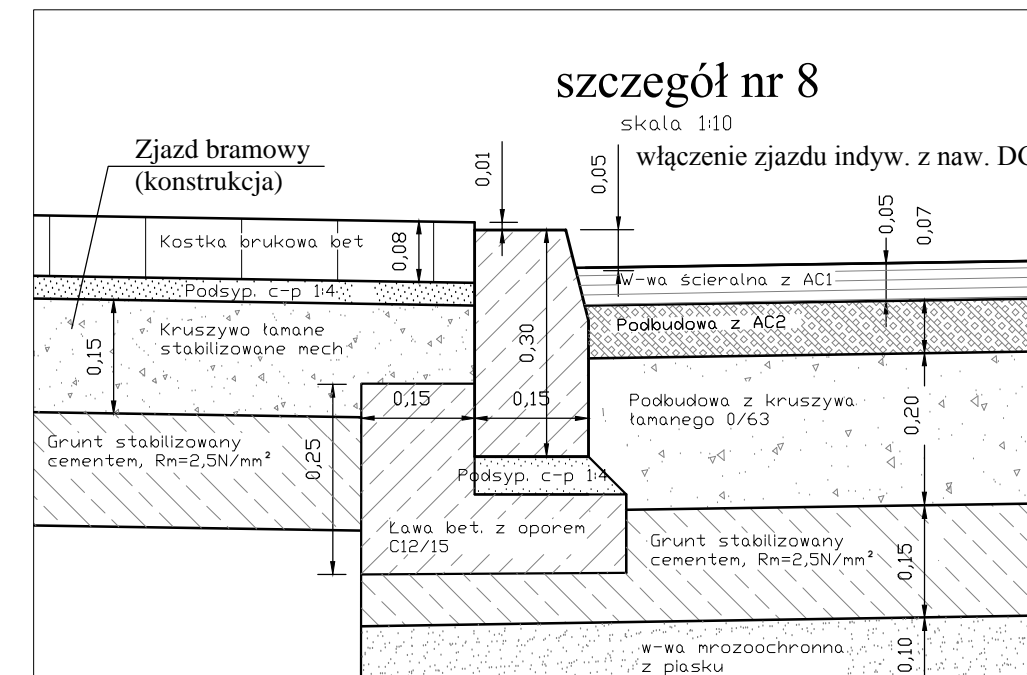 szczegół nr 8
skala 1:10
włączenie zjazdu indyw. z naw.
Zjazd bramowy
(konstrukcja)
0,01
0,05
0,05
0,07
Kostka brukowa bet
0,08
W-wa ścieralna z AC1
Podsyp. c-p 1:4
Podbudowa z AC2
Kruszywo łamane
stabilizowane mech
0,15
0,30
0,15
0,15
Podbudowa z kruszywa
łamanego 0/63
0,20
Grunt stabilizowany
cementem, Rm=2,5N/mm²
0,25
Podsyp. c-p 1:4
Ława bet. z oporem
C12/15
Grunt stabilizowany
cementem, Rm=2,5N/mm²
0,15
w-wa mrozoochronna
z piasku
0,10